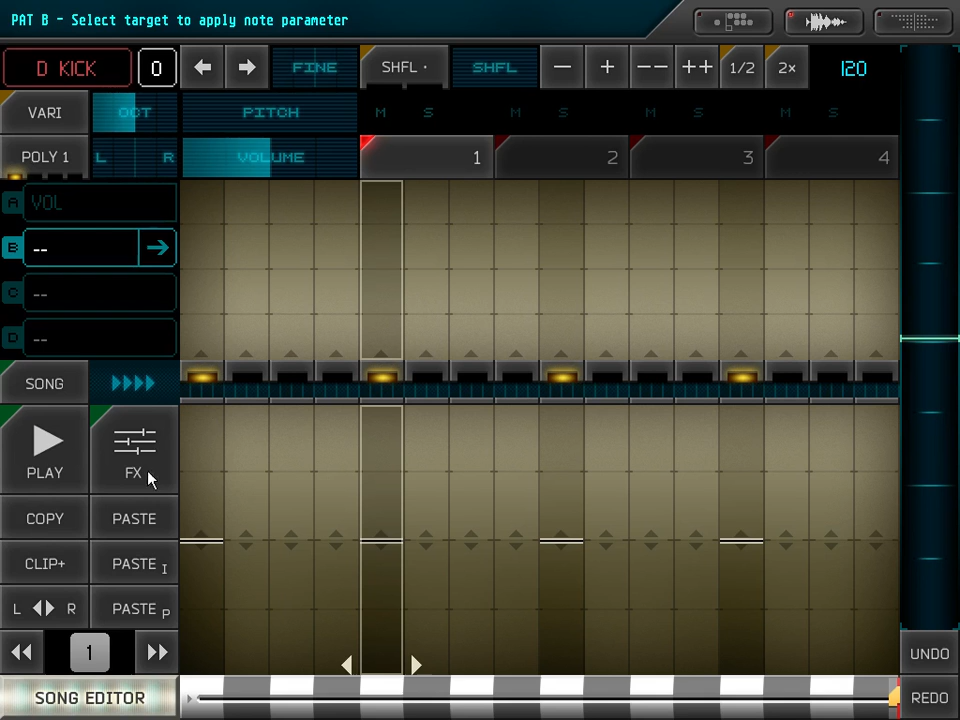 PAT B - Select target to apply note parameter
D KICK 0 FINE SHFL · SHFL — + —— ++ 1/2 2× 120
VARI OCT PITCH M S M S M S M S
POLY 1 L R VOLUME 1 2 3 4
A VOL
B --
C --
D --
SONG
PLAY FX
COPY PASTE
CLIP+ PASTE I
L R PASTE P
1 UNDO
SONG EDITOR REDO